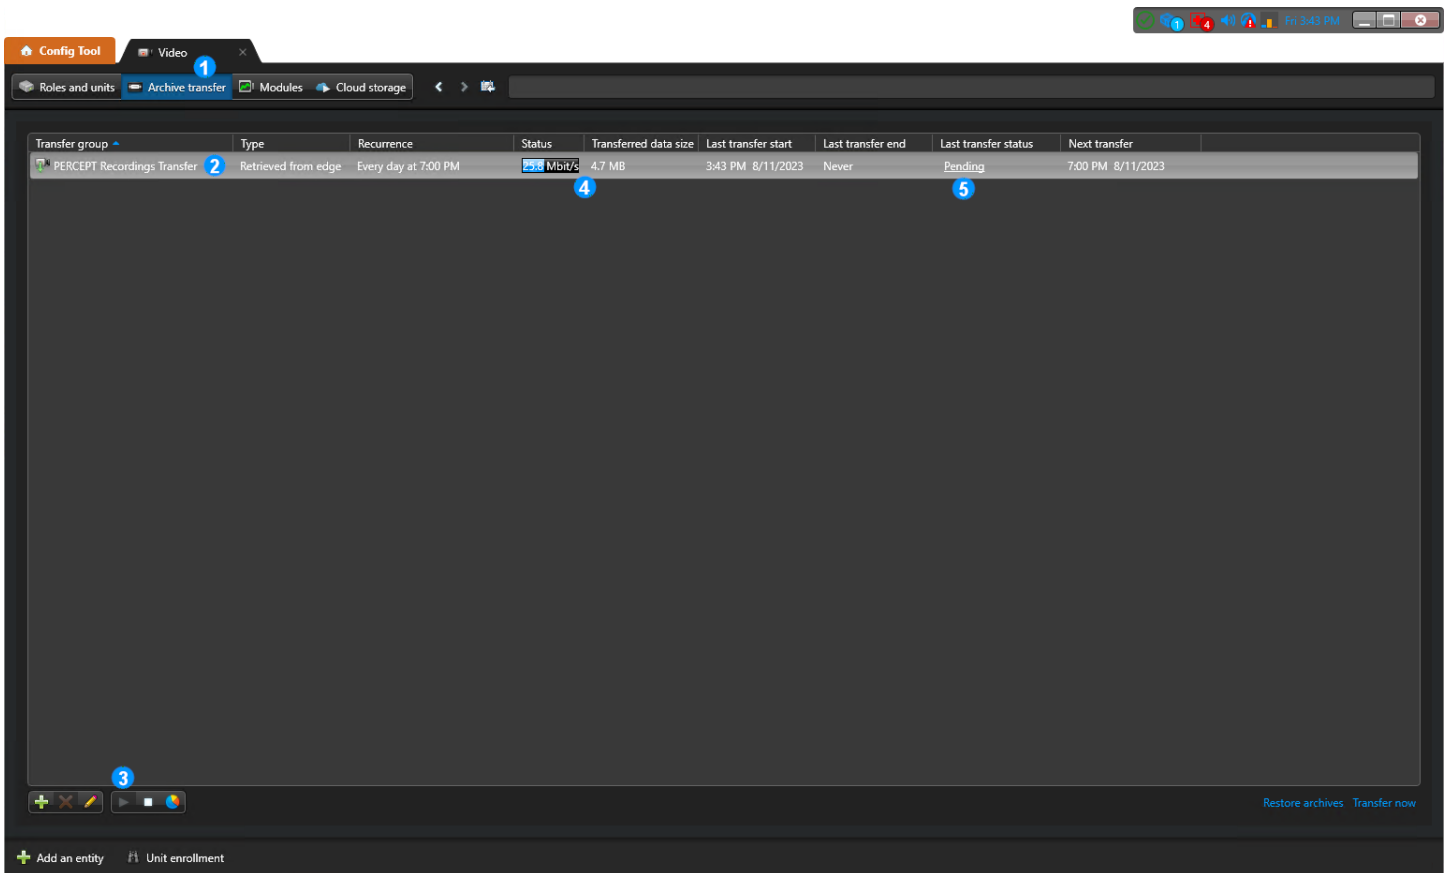 1 4 Fri 3:43 PM
Config Tool Video
1
Roles and units Archive transfer Modules Cloud storage
Transfer group Type Recurrence Status Transferred data size Last transfer start Last transfer end Last transfer status Next transfer
PERCEPT Recordings Transfer 2 Retrieved from edge Every day at 7:00 PM 25.8 Mbit/s 4.7 MB 3:43 PM 8/11/2023 Never Pending 7:00 PM 8/11/2023
4 5
3
Restore archives Transfer now
Add an entity Unit enrollment